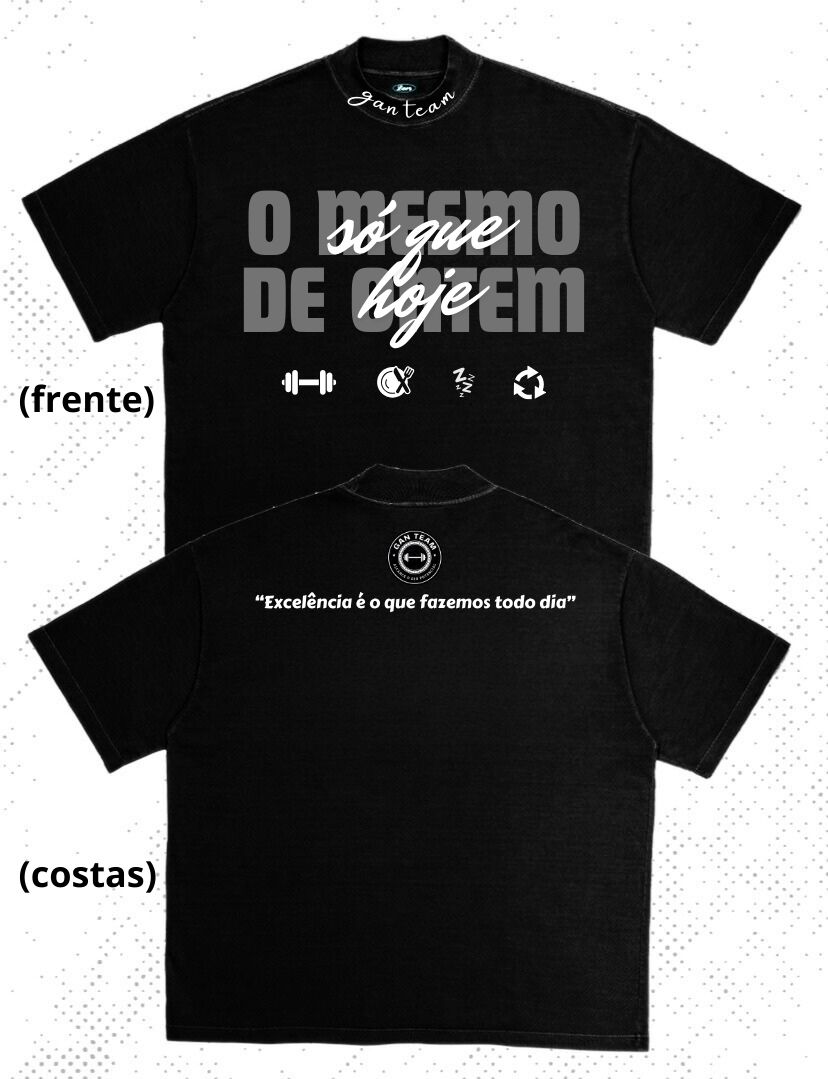 gan team
O MESMO
só que
DE ONTEM
hoje
(frente)
GAN TEAM
“Excelência é o que fazemos todo dia”
(costas)